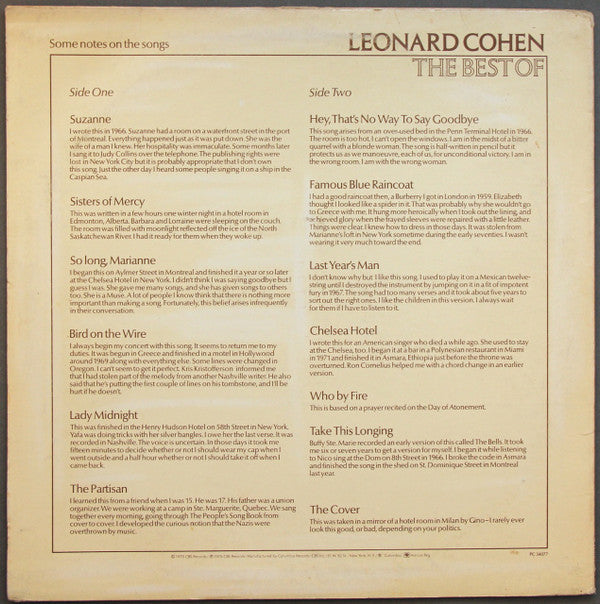 Some notes on the songs
LEONARD COHEN
THE BEST OF
Side One
Suzanne
I wrote this in 1966. Suzanne had a room on a waterfront street in the port
of Montreal. Everything happened just as it was put down. She was the
wife of a man I knew. Her hospitality was immaculate. Some months later
I sang it to Judy Collins over the telephone. The publishing rights were
lost in New York City but it is probably appropriate that I don't own
this song. Just the other day I heard some people singing it on a ship in the
Caspian Sea.
Sisters of Mercy
This was written in a few hours one winter night in a hotel room in
Edmonton, Alberta. Barbara and Lorraine were sleeping on the couch.
The room was filled with moonlight reflected off the ice of the North
Saskatchewan River. I had it ready for them when they woke up.
So long, Marianne
I began this on Aylmer Street in Montreal and finished it a year or so later
at the Chelsea Hotel in New York. I didn't think I was saying goodbye but I
guess I was. She gave me many songs, and she has given songs to others
too. She is a Muse. A lot of people I know think that there is nothing more
important than making a song. Fortunately, this belief arises infrequently
in their conversation.
Bird on the Wire
I always begin my concert with this song. It seems to return me to my
duties. It was begun in Greece and finished in a motel in Hollywood
around 1969 along with everything else. Some lines were changed in
Oregon. I can't seem to get it perfect. Kris Kristofferson informed me
that I had stolen part of the melody from another Nashville writer. He also
said that he's putting the first couple of lines on his tombstone, and I'll be
hurt if he doesn't.
Lady Midnight
This was finished in the Henry Hudson Hotel on 58th Street in New York.
Yafa was doing tricks with her silver bangles. I owe her the last verse. It was
recorded in Nashville. The voice is uncertain. In those days it took me
fifteen minutes to decide whether or not I should wear my cap when I
went outside and a half hour whether or not I should take it off when I
came back.
The Partisan
I learned this from a friend when I was 15. He was 17. His father was a union
organizer. We were working at a camp in Ste. Marguerite, Quebec. We sang
together every morning, going through The People's Song Book from
cover to cover. I developed the curious notion that the Nazis were
overthrown by music.
Side Two
Hey, That's No Way To Say Goodbye
This song arises from an over-used bed in the Penn Terminal Hotel in 1966.
The room is too hot. I can't open the windows. I am in the midst of a bitter
quarrel with a blonde woman. The song is half-written in pencil but it
protects us as we manoeuvre, each of us, for unconditional victory. I am in
the wrong room. I am with the wrong woman.
Famous Blue Raincoat
I had a good raincoat then, a Burberry I got in London in 1959. Elizabeth
thought I looked like a spider in it. That was probably why she wouldn't go
to Greece with me. It hung more heroically when I took out the lining, and
achieved glory when the frayed sleeves were repaired with a little leather.
Things were clear. I knew how to dress in those days. It was stolen from
Marianne's loft in New York sometime during the early seventies. I wasn't
wearing it very much toward the end.
Last Year's Man
I don't know why but I like this song. I used to play it on a Mexican twelve-
string until I destroyed the instrument by jumping on it in a fit of impotent
fury in 1967. The song had too many verses and it took about five years to
sort out the right ones. I like the children in this version. I always wait
for them if I have to listen to it.
Chelsea Hotel
I wrote this for an American singer who died a while ago. She used to stay
at the Chelsea, too. I began it at a bar in a Polynesian restaurant in Miami
in 1971 and finished it in Asmara, Ethiopia just before the throne was
overturned. Ron Cornelius helped me with a chord change in an earlier
version.
Who by Fire
This is based on a prayer recited on the Day of Atonement.
Take This Longing
Buffy Ste. Marie recorded an early version of this called The Bells. It took
me six or seven years to get a version for myself. I began it while listening
to Nico sing at the Dom on 8th Street in 1966. I broke the code in Asmara
and finished the song in the shed on St. Dominique Street in Montreal
last year.
The Cover
This was taken in a mirror of a hotel room in Milan by Gino–I rarely ever
look this good, or bad, depending on your politics.
PC 34077